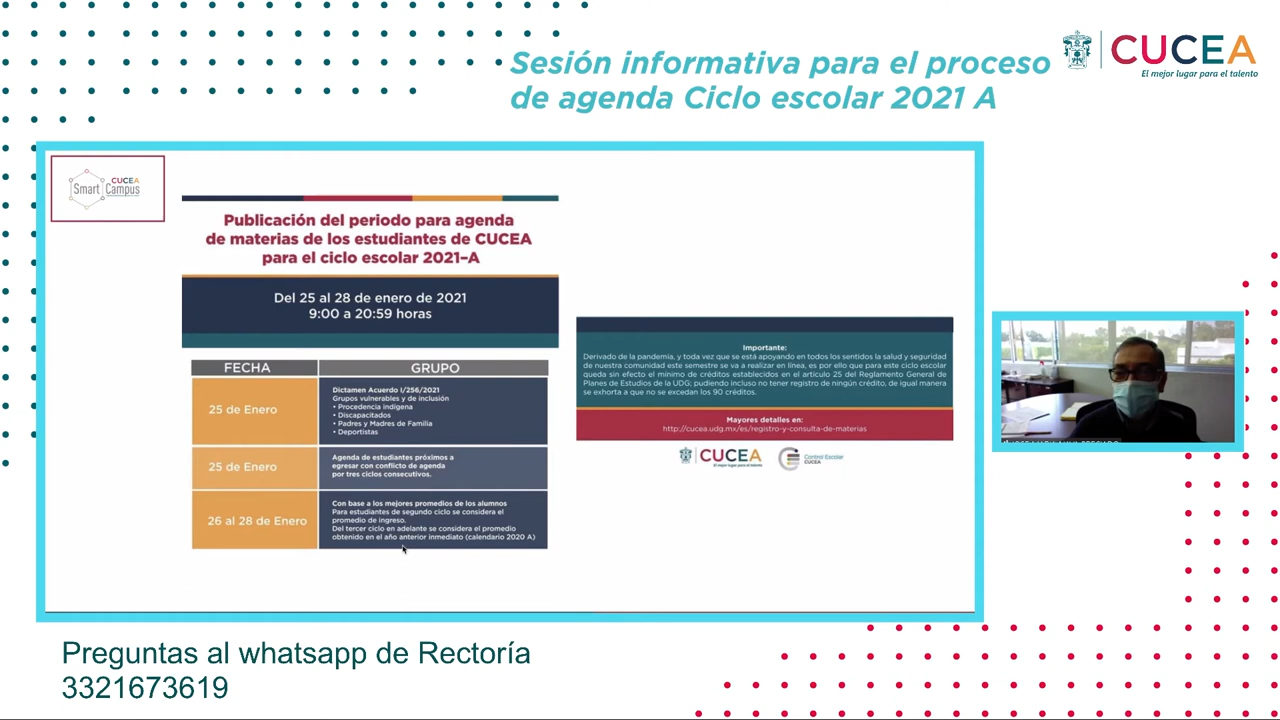 Sesión informativa para el proceso
de agenda Ciclo escolar 2021 A
CUCEA
El mejor lugar para el talento
CUCEA
Smart Campus
Publicación del periodo para agenda
de materias de los estudiantes de CUCEA
para el ciclo escolar 2021–A
Del 25 al 28 de enero de 2021
9:00 a 20:59 horas
FECHA GRUPO
25 de Enero
Dictamen Acuerdo I/256/2021
Grupos vulnerables y de inclusión
• Procedencia indígena
• Discapacitados
• Padres y Madres de Familia
• Deportistas
25 de Enero
Agenda de estudiantes próximos a
egresar con conflicto de agenda
por tres ciclos consecutivos.
26 al 28 de Enero
Con base a los mejores promedios de los alumnos
Para estudiantes de segundo ciclo se considera el
promedio de ingreso.
Del tercer ciclo en adelante se considera el promedio
obtenido en el año anterior inmediato (calendario 2020 A)
Importante:
Derivado de la pandemia, y toda vez que se está apoyando en todos los sentidos la salud y seguridad
de nuestra comunidad este semestre se va a realizar en línea, es por ello que para este ciclo escolar
queda sin efecto el mínimo de créditos establecidos en el artículo 25 del Reglamento General de
Planes de Estudios de la UDG; pudiendo incluso no tener registro de ningún crédito, de igual manera
se exhorta a que no se excedan los 90 créditos.
Mayores detalles en:
http://cucea.udg.mx/es/registro-y-consulta-de-materias
CUCEA
El mejor lugar para el talento
Control Escolar
CUCEA
Preguntas al whatsapp de Rectoría
3321673619